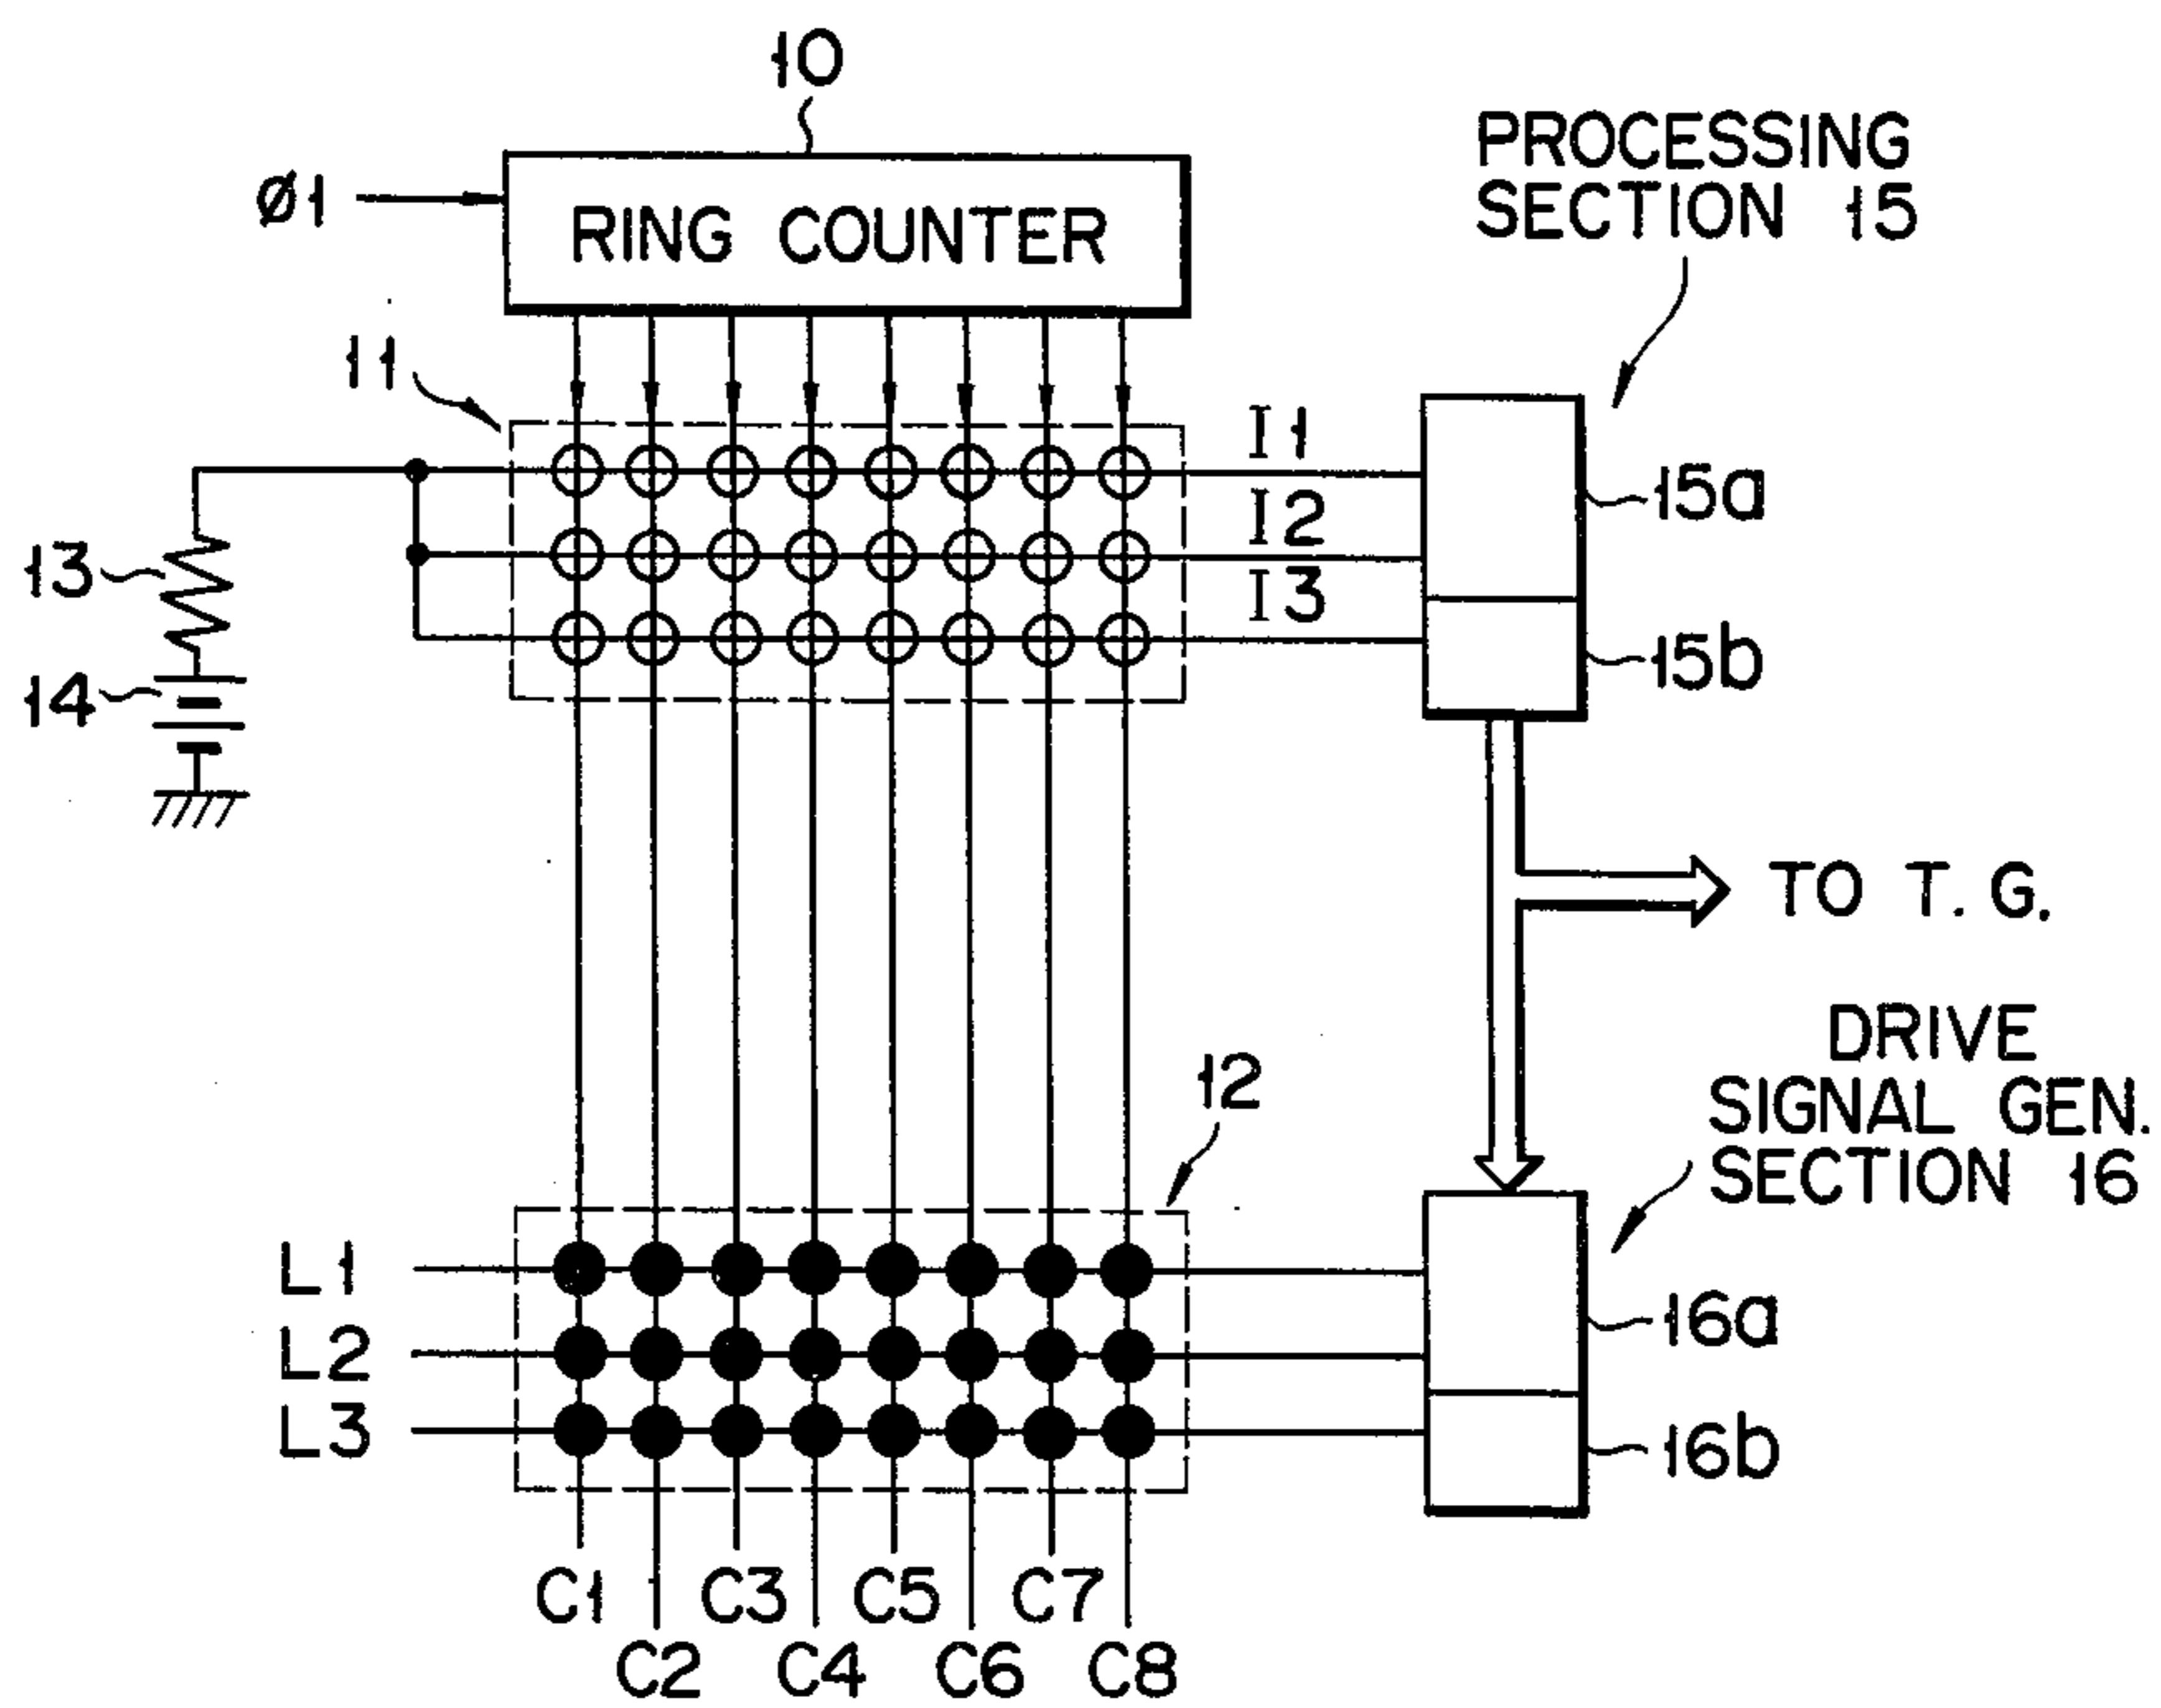 10
PROCESSING
SECTION 15
Ø1
RING COUNTER
11
I1
15a
I2
13
I3
15b
14
TO T. G.
DRIVE
SIGNAL GEN.
SECTION 16
12
L1
16a
L2
L3
16b
C1 C3 C5 C7
C2 C4 C6 C8